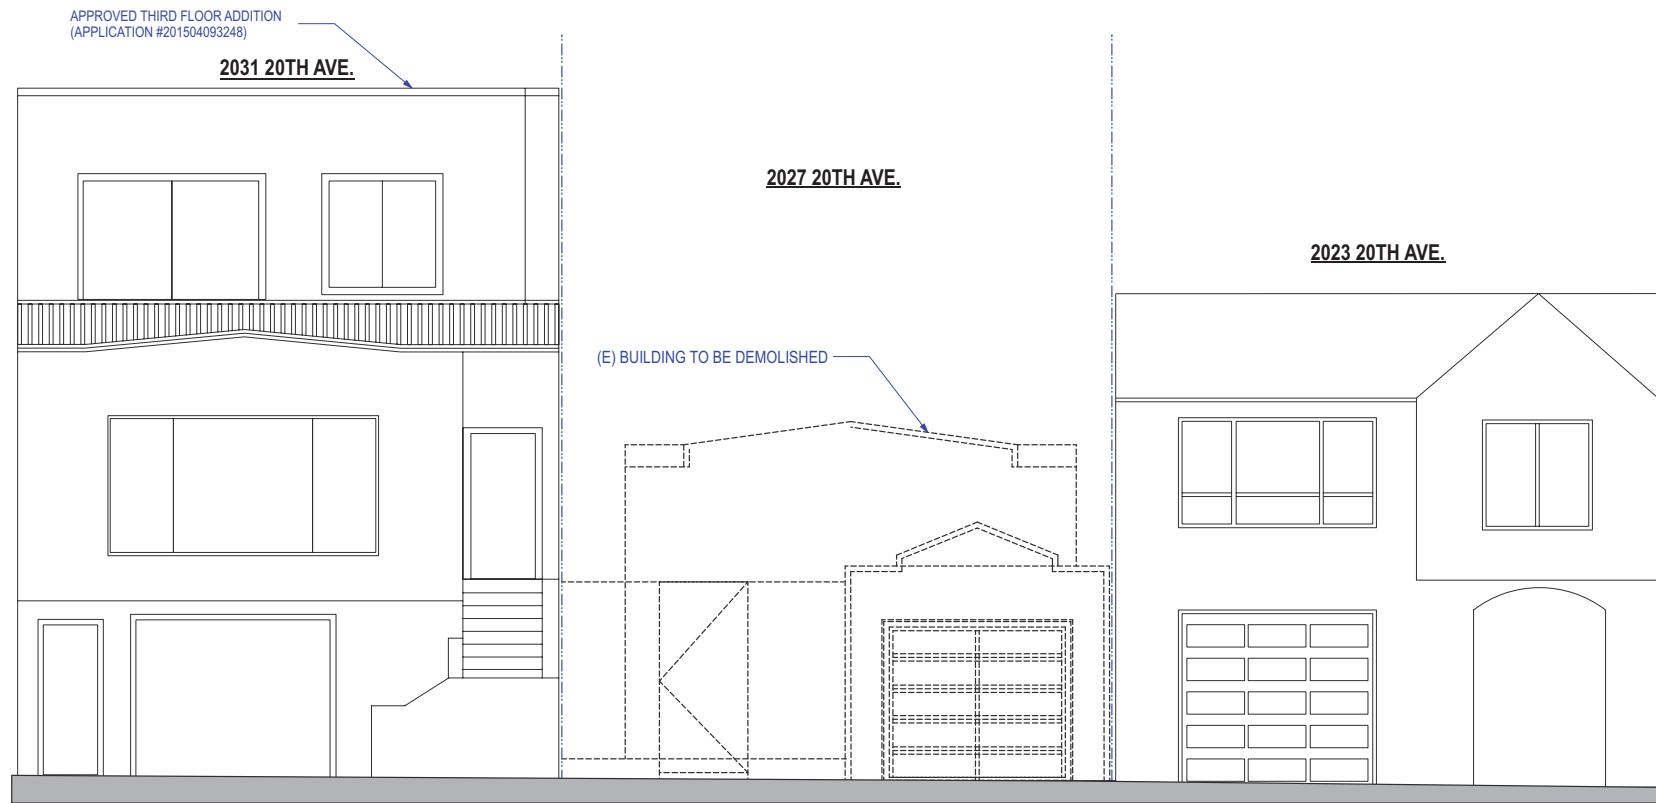 APPROVED THIRD FLOOR ADDITION
(APPLICATION #201504093248)
2031 20TH AVE.
2027 20TH AVE.
2023 20TH AVE.
(E) BUILDING TO BE DEMOLISHED